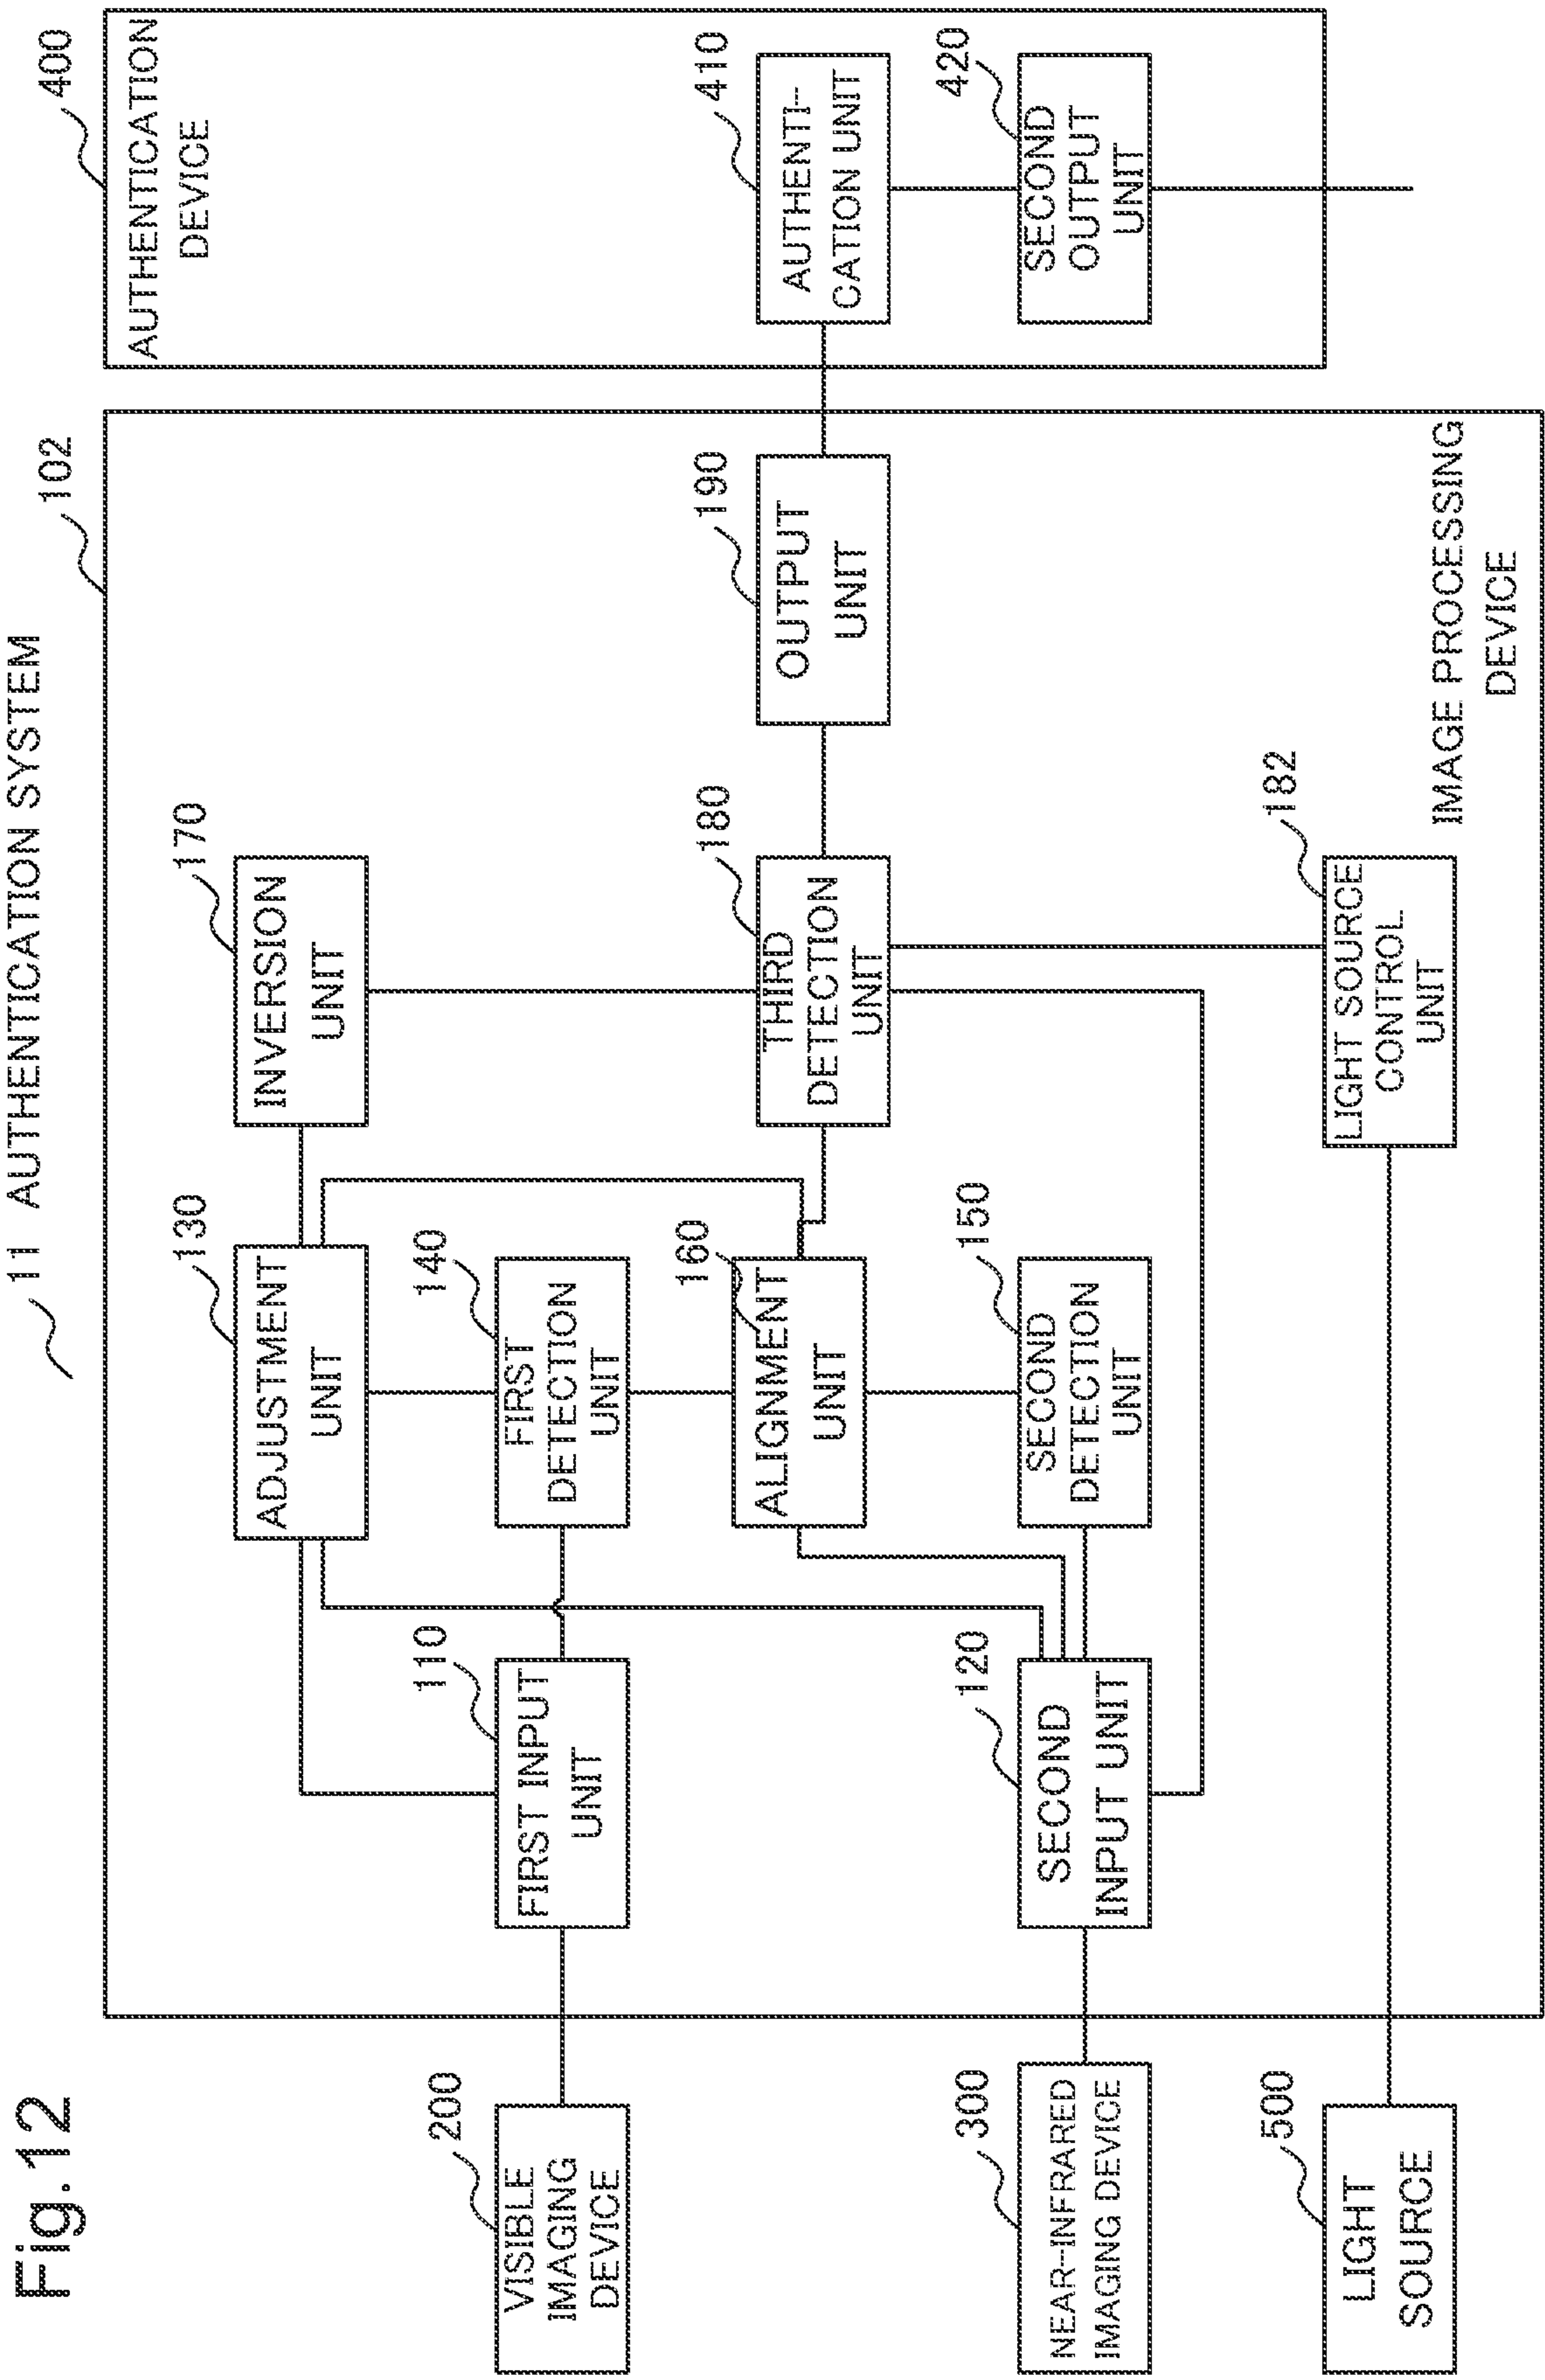 Fig.12
11 AUTHENTICATION SYSTEM
102
400
AUTHENTICATION
DEVICE
130
ADJUSTMENT
UNIT
170
INVERSION
UNIT
200
VISIBLE
IMAGING
DEVICE
110
FIRST INPUT
UNIT
140
FIRST
DETECTION
UNIT
160
ALIGNMENT
UNIT
180
THIRD
DETECTION
UNIT
190
OUTPUT
UNIT
410
AUTHENTI-
CATION UNIT
300
NEAR-INFRARED
IMAGING DEVICE
120
SECOND
INPUT UNIT
150
SECOND
DETECTION
UNIT
420
SECOND
OUTPUT
UNIT
500
LIGHT
SOURCE
182
LIGHT SOURCE
CONTROL
UNIT
IMAGE PROCESSING
DEVICE